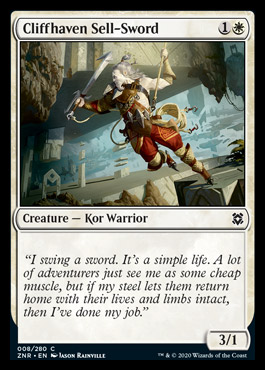 Cliffhaven Sell-Sword 1
Creature — Kor Warrior
“I swing a sword. It’s a simple life. A lot
of adventurers just see me as some cheap
muscle, but if my steel lets them return
home with their lives and limbs intact,
then I’ve done my job.”
3/1
008/280 C
ZNR • EN Jason Rainville ™ & © 2020 Wizards of the Coast